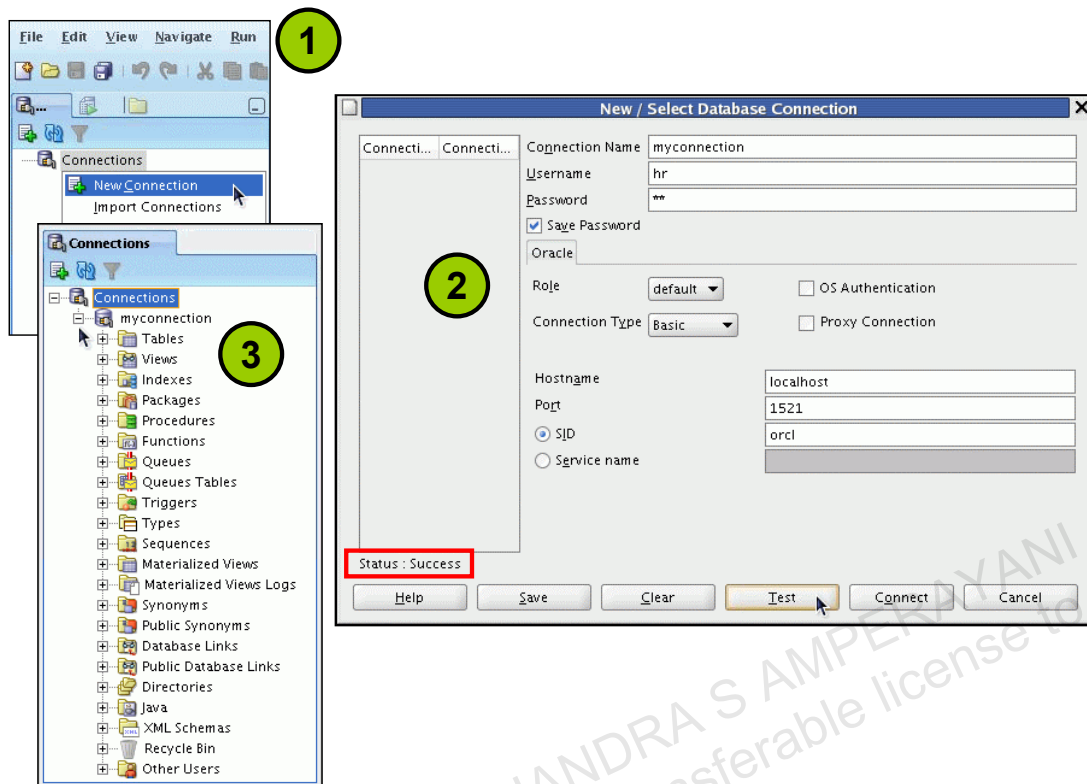 File Edit View Navigate Run
1
...
Connections
New Connection
Import Connections
New / Select Database Connection
Connecti... Connecti...
Connection Name myconnection
Username hr
Password **
Save Password
Oracle
2
Role default OS Authentication
Connection Type Basic Proxy Connection
Hostname localhost
Port 1521
SID orcl
Service name
Status : Success
Help Save Clear Test Connect Cancel
Connections
Connections
myconnection
3
Tables
Views
Indexes
Packages
Procedures
Functions
Queues
Queues Tables
Triggers
Types
Sequences
Materialized Views
Materialized Views Logs
Synonyms
Public Synonyms
Database Links
Public Database Links
Directories
Java
XML Schemas
Recycle Bin
Other Users
S AMPERAYANI
license to